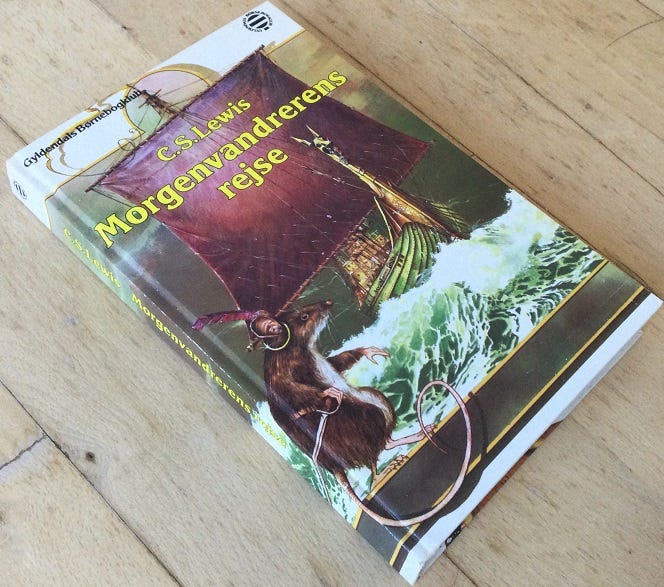 Gyldendals Børnebogklub
C.S.Lewis
Morgenvandrerens
rejse
C.S.Lewis Morgenvandrerens rejse